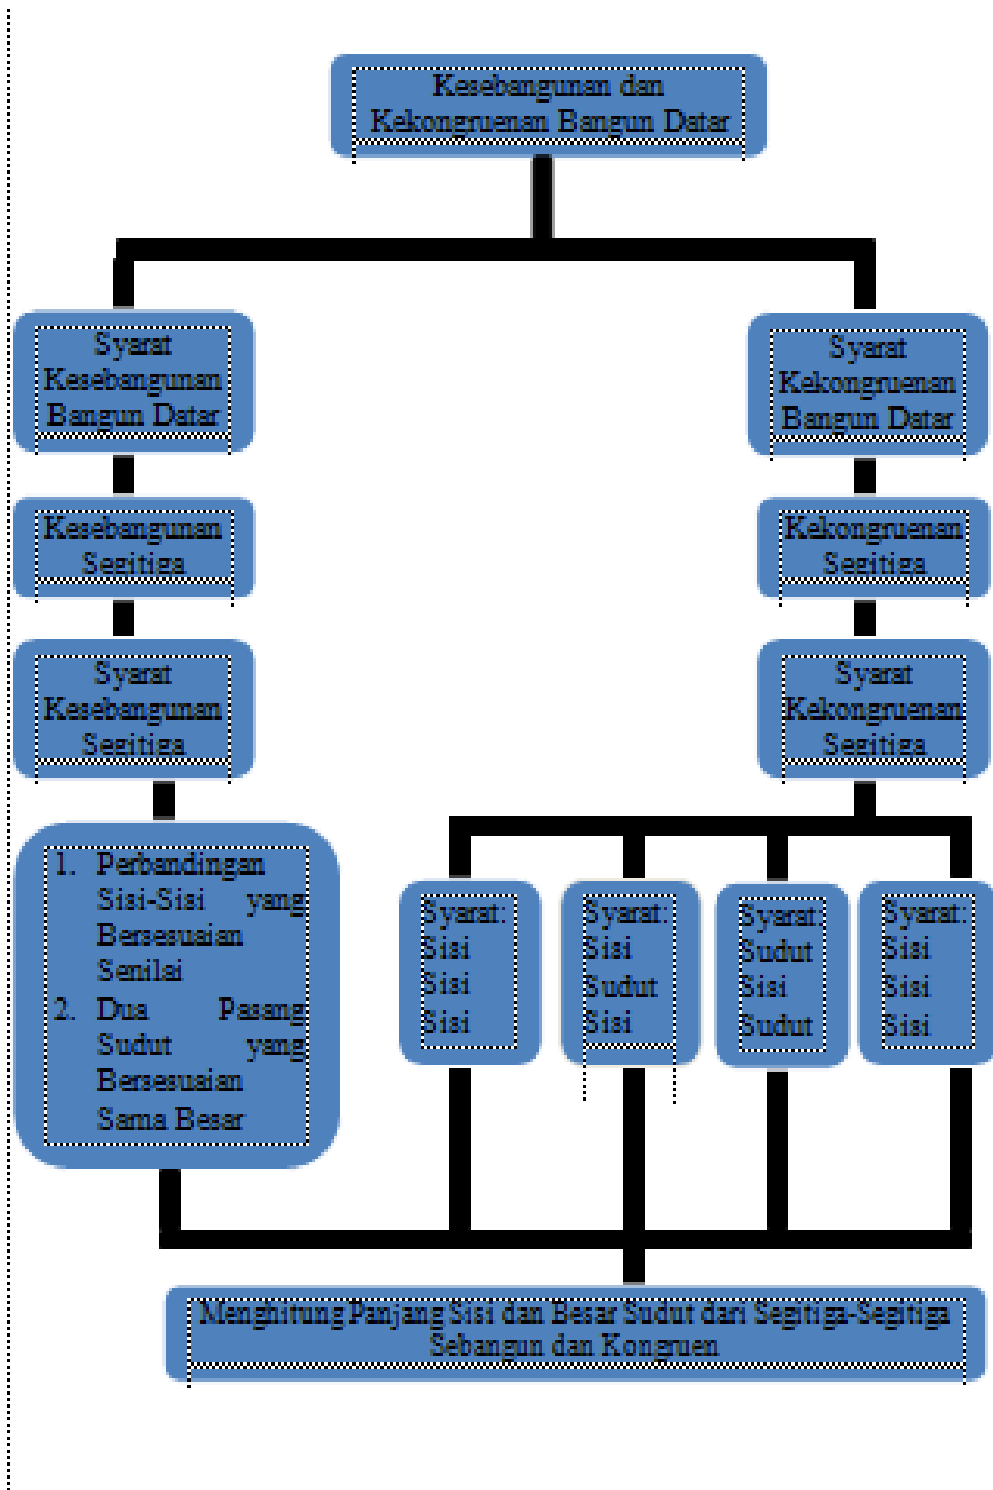 Kesebangunan dan
Kekongruenan Bangun Datar
Syarat
Kesebangunan
Bangun Datar
Syarat
Kekongruenan
Bangun Datar
Kesebangunan
Segitiga
Kekongruenan
Segitiga
Syarat
Kesebangunan
Segitiga
Syarat
Kekongruenan
Segitiga
1. Perbandingan
Sisi-Sisi yang
Bersesuaian
Senilai
2. Dua Pasang
Sudut yang
Bersesuaian
Sama Besar
Syarat:
Sisi
Sisi
Sisi
Syarat:
Sisi
Sudut
Sisi
Syarat:
Sudut
Sisi
Sudut
Syarat:
Sisi
Sisi
Sisi
Menghitung Panjang Sisi dan Besar Sudut dari Segitiga-Segitiga
Sebangun dan Kongruen